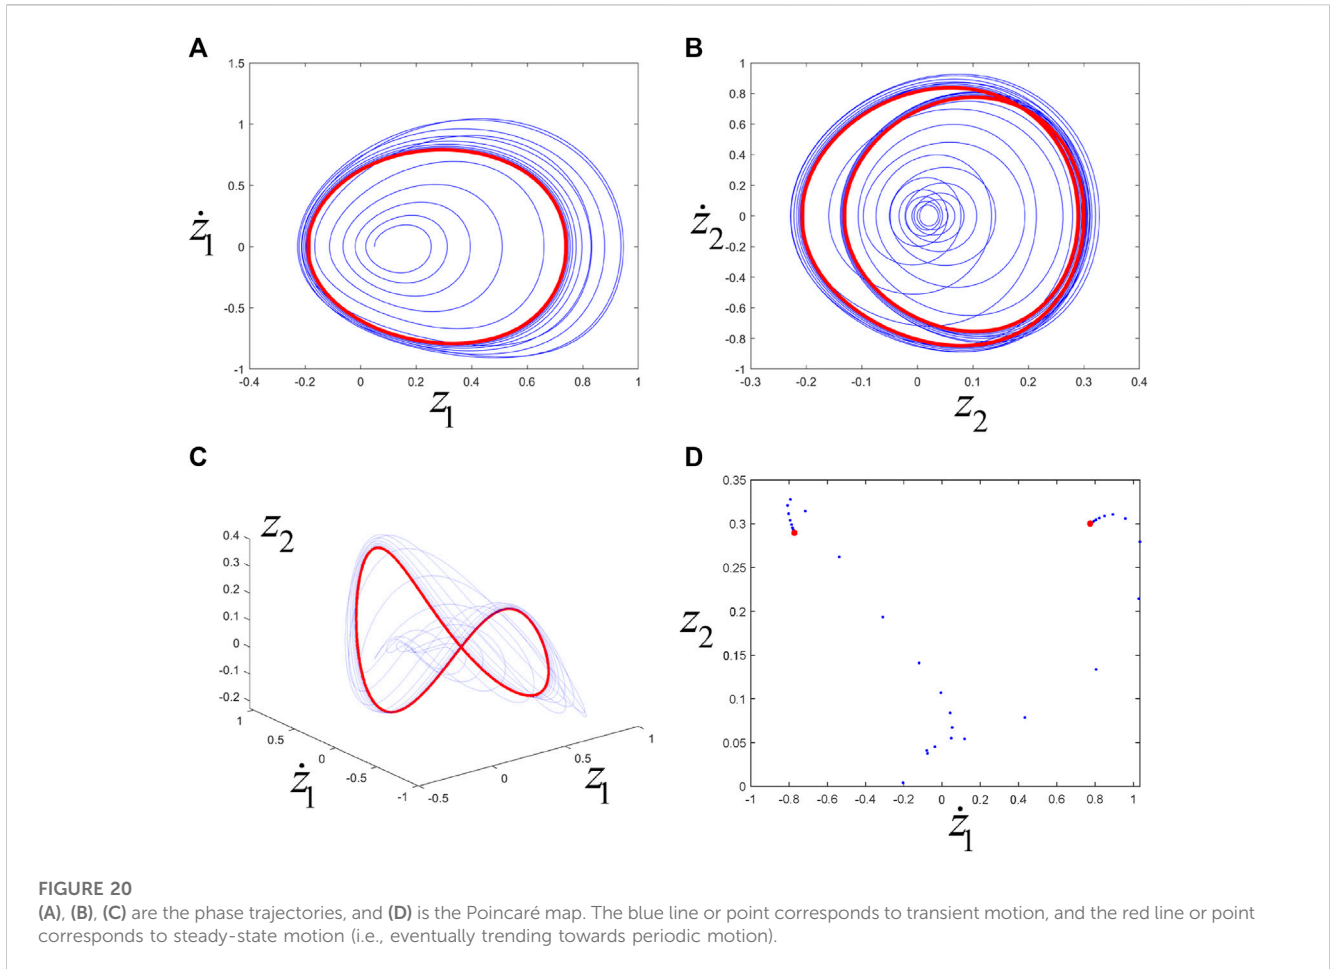 A
1.5
1
0.5
0
-0.5
-1
-0.4 -0.2 0 0.2 0.4 0.6 0.8 1
ż1
z1
B
1
0.8
0.6
0.4
0.2
0
-0.2
-0.4
-0.6
-0.8
-1
-0.3 -0.2 -0.1 0 0.1 0.2 0.3 0.4
ż2
z2
C
z2
0.4
0.3
0.2
0.1
0
-0.1
-0.2
1
0.5
0
-0.5
-1
-0.5
0
0.5
1
ż1
z1
D
0.35
0.3
0.25
0.2
0.15
0.1
0.05
0
-1 -0.8 -0.6 -0.4 -0.2 0 0.2 0.4 0.6 0.8 1
z2
ż1
FIGURE 20
(A), (B), (C) are the phase trajectories, and (D) is the Poincaré map. The blue line or point corresponds to transient motion, and the red line or point
corresponds to steady-state motion (i.e., eventually trending towards periodic motion).